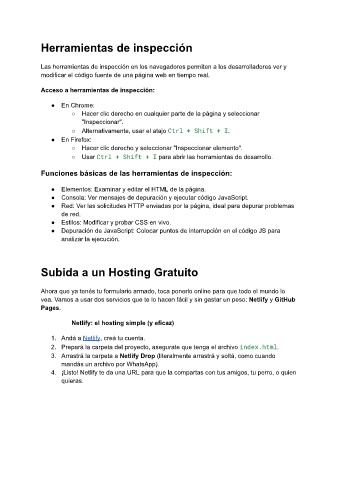 Herramientas de inspección
Las herramientas de inspección en los navegadores permiten a los desarrolladores ver y
modificar el código fuente de una página web en tiempo real.
Acceso a herramientas de inspección:
● En Chrome:
○ Hacer clic derecho en cualquier parte de la página y seleccionar
"Inspeccionar".
○ Alternativamente, usar el atajo Ctrl + Shift + I.
● En Firefox:
○ Hacer clic derecho y seleccionar "Inspeccionar elemento".
○ Usar Ctrl + Shift + I para abrir las herramientas de desarrollo.
Funciones básicas de las herramientas de inspección:
● Elementos: Examinar y editar el HTML de la página.
● Consola: Ver mensajes de depuración y ejecutar código JavaScript.
● Red: Ver las solicitudes HTTP enviadas por la página, ideal para depurar problemas
de red.
● Estilos: Modificar y probar CSS en vivo.
● Depuración de JavaScript: Colocar puntos de interrupción en el código JS para
analizar la ejecución.
Subida a un Hosting Gratuito
Ahora que ya tenés tu formulario armado, toca ponerlo online para que todo el mundo lo
vea. Vamos a usar dos servicios que te lo hacen fácil y sin gastar un peso: Netlify y GitHub
Pages.
Netlify: el hosting simple (y eficaz)
1. Andá a Netlify, creá tu cuenta.
2. Prepará la carpeta del proyecto, asegurate que tenga el archivo index.html.
3. Arrastrá la carpeta a Netlify Drop (literalmente arrastrá y soltá, como cuando
mandás un archivo por WhatsApp).
4. ¡Listo! Netlify te da una URL para que la compartas con tus amigos, tu perro, o quien
quieras.